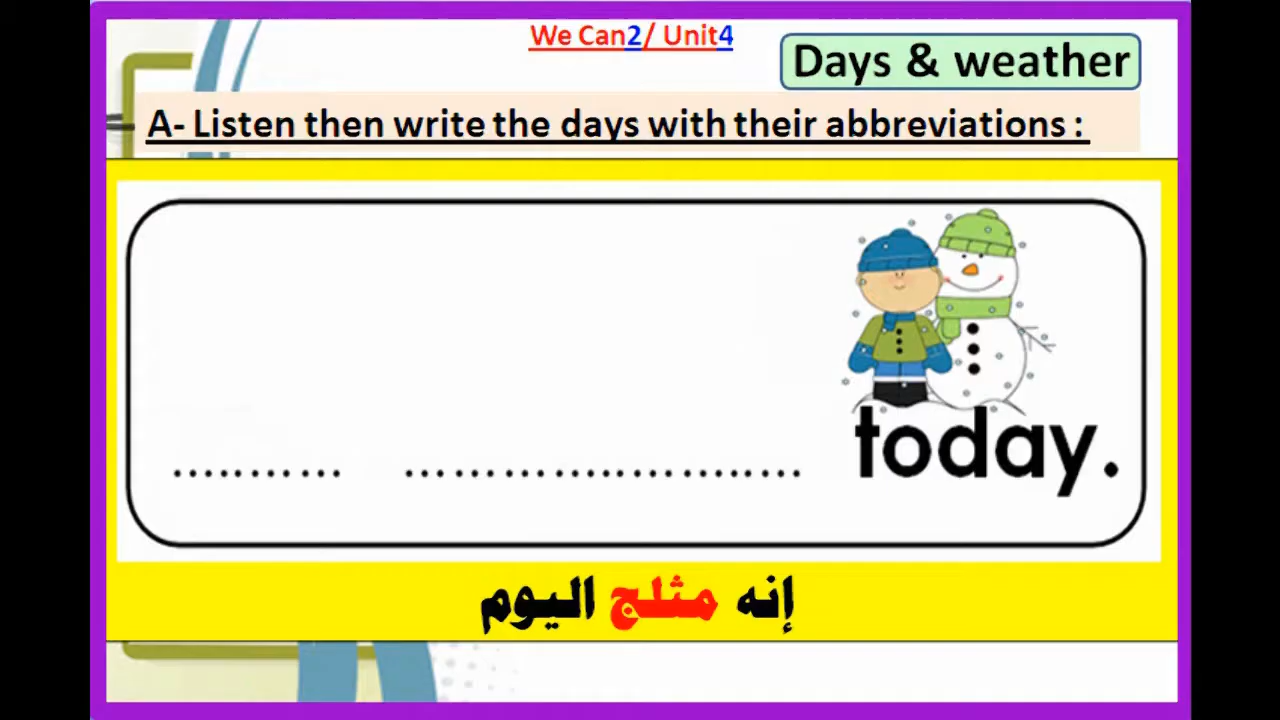 We Can2/ Unit4
Days & weather
A- Listen then write the days with their abbreviations :
.......... ........................ today.
إنه مثلج اليوم